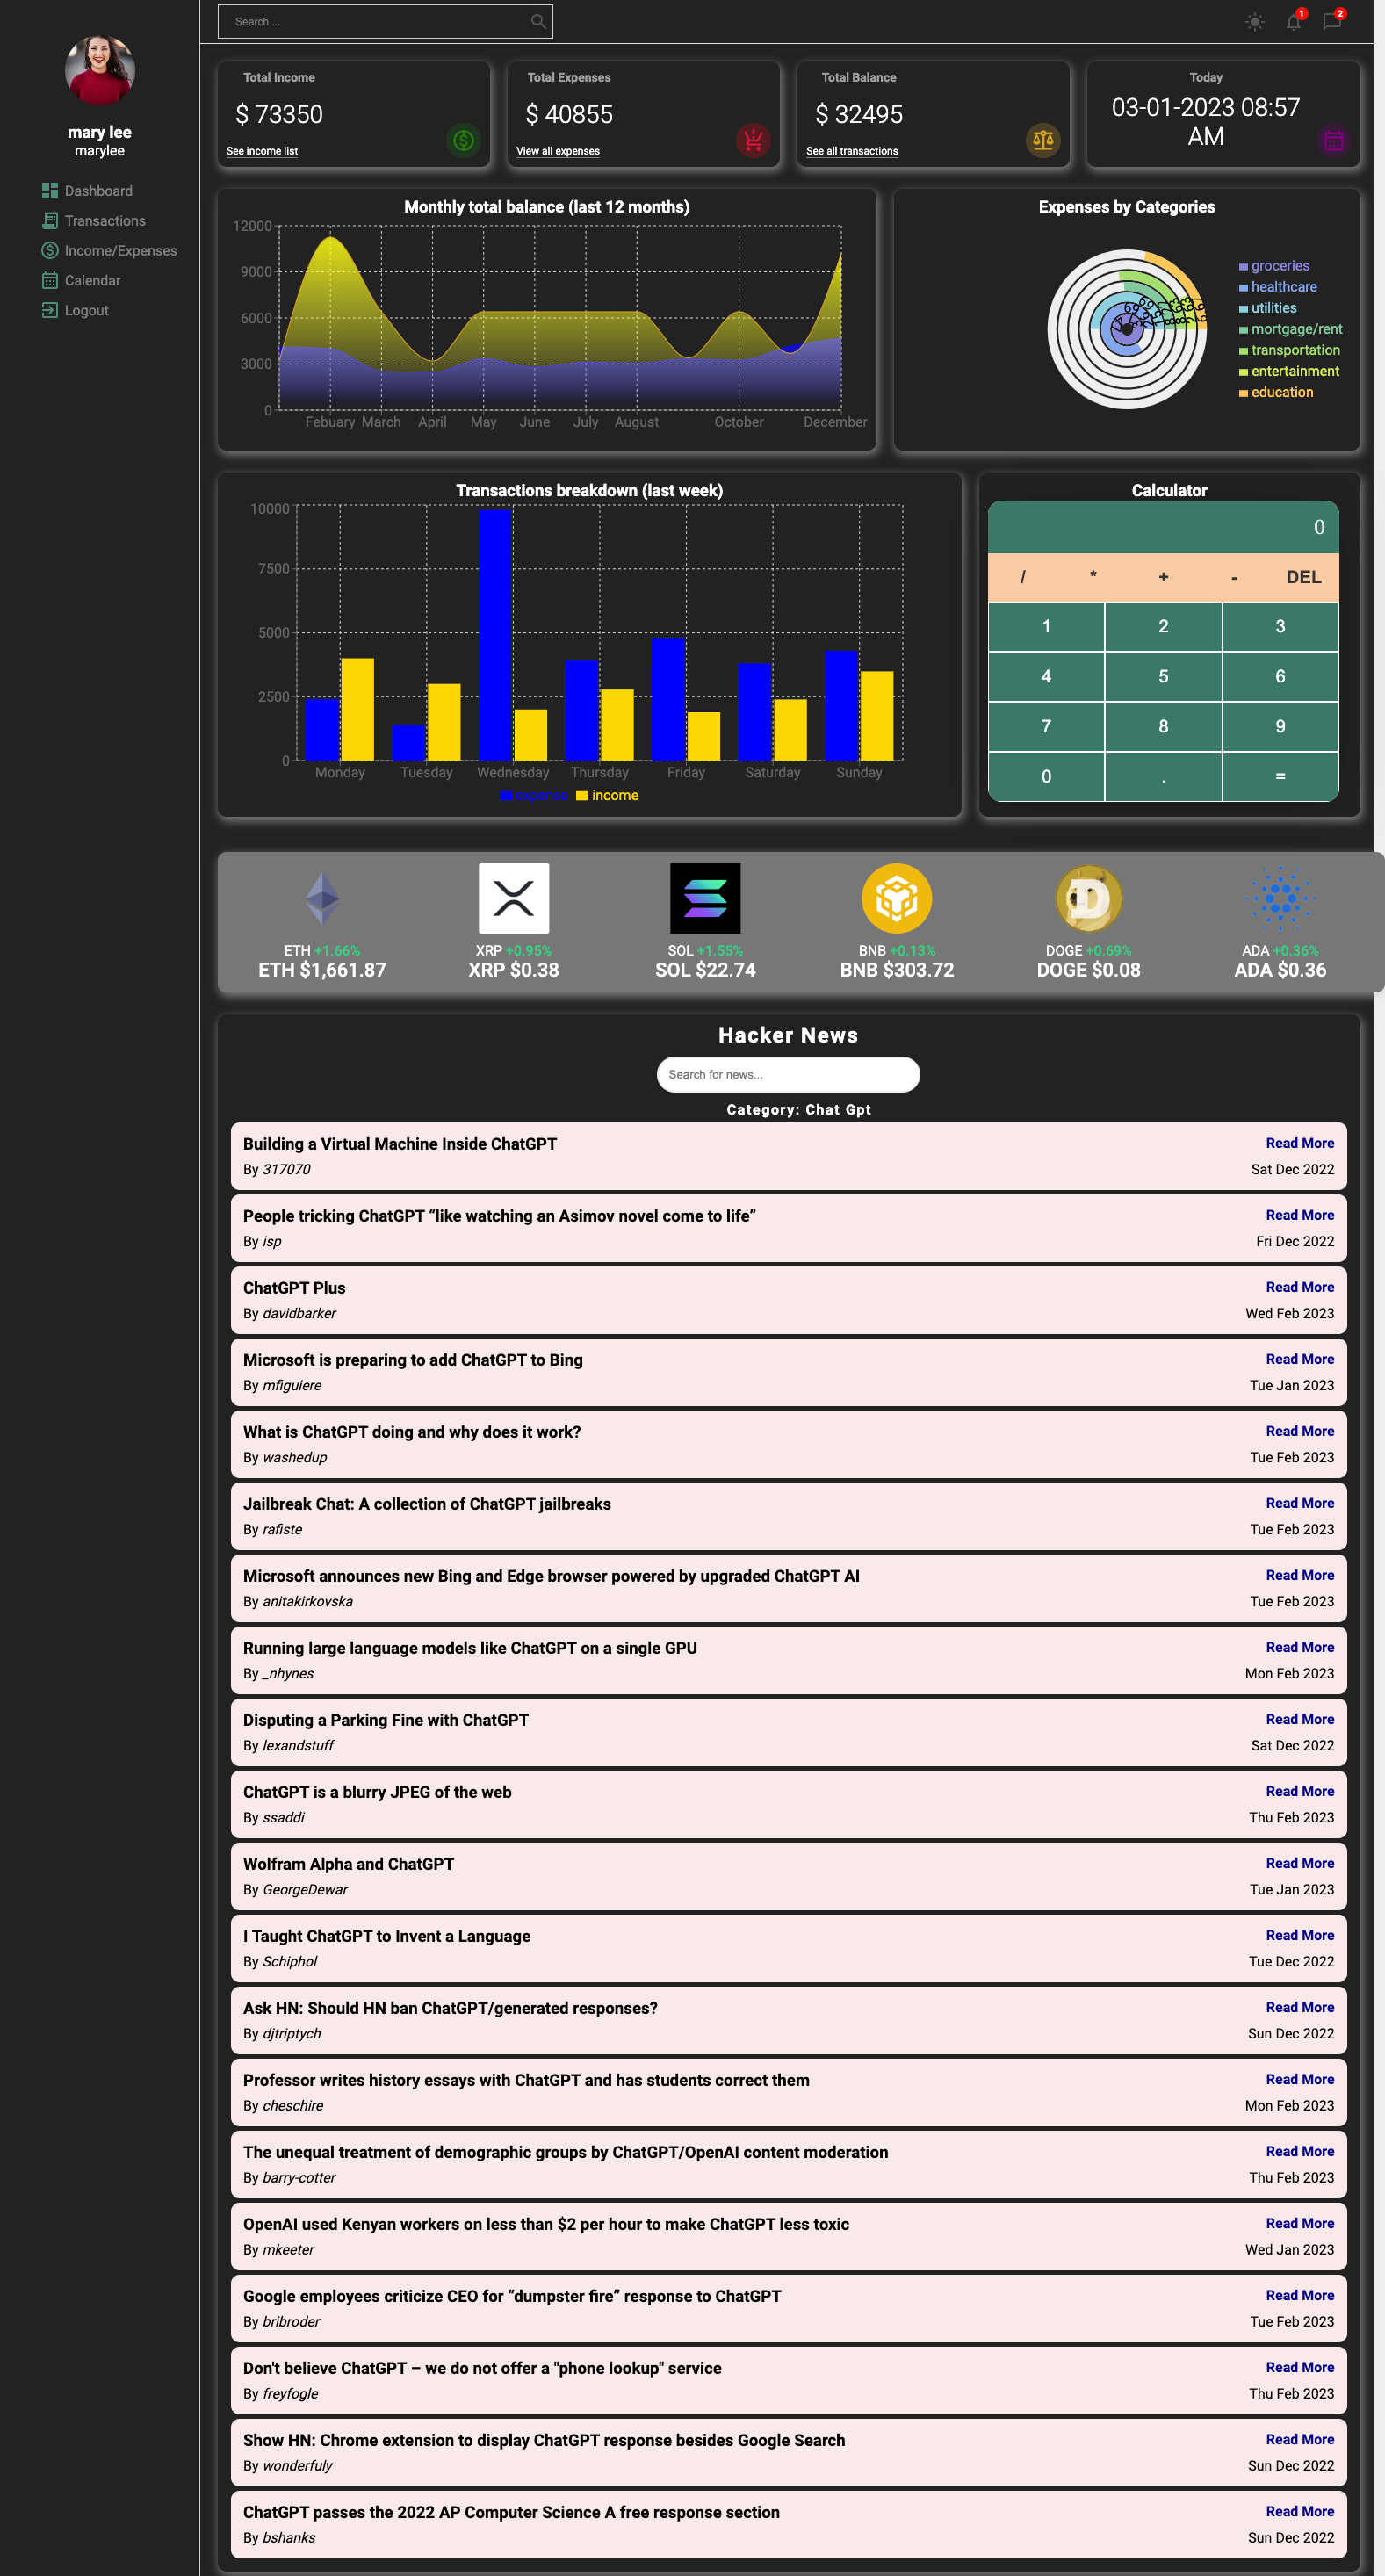 mary lee
marylee
Dashboard
Transactions
Income/Expenses
Calendar
Logout
Search ...
1
2
Total Income
$ 73350
See income list
Total Expenses
$ 40855
View all expenses
Total Balance
$ 32495
See all transactions
Today
03-01-2023 08:57
AM
Monthly total balance (last 12 months)
12000
9000
6000
3000
0
Febuary March April May June July August October December
Expenses by Categories
groceries
healthcare
utilities
mortgage/rent
transportation
entertainment
education
Transactions breakdown (last week)
10000
7500
5000
2500
0
Monday Tuesday Wednesday Thursday Friday Saturday Sunday
expense income
Calculator
0
/ * + - DEL
1 2 3
4 5 6
7 8 9
0 . =
ETH +1.66% XRP +0.95% SOL +1.55% BNB +0.13% DOGE +0.69% ADA +0.36%
ETH $1,661.87 XRP $0.38 SOL $22.74 BNB $303.72 DOGE $0.08 ADA $0.36
Hacker News
Search for news...
Category: Chat Gpt
Building a Virtual Machine Inside ChatGPT Read More
By 317070 Sat Dec 2022
People tricking ChatGPT “like watching an Asimov novel come to life” Read More
By isp Fri Dec 2022
ChatGPT Plus Read More
By davidbarker Wed Feb 2023
Microsoft is preparing to add ChatGPT to Bing Read More
By mfiguiere Tue Jan 2023
What is ChatGPT doing and why does it work? Read More
By washedup Tue Feb 2023
Jailbreak Chat: A collection of ChatGPT jailbreaks Read More
By rafiste Tue Feb 2023
Microsoft announces new Bing and Edge browser powered by upgraded ChatGPT AI Read More
By anitakirkovska Tue Feb 2023
Running large language models like ChatGPT on a single GPU Read More
By _nhynes Mon Feb 2023
Disputing a Parking Fine with ChatGPT Read More
By lexandstuff Sat Dec 2022
ChatGPT is a blurry JPEG of the web Read More
By ssaddi Thu Feb 2023
Wolfram Alpha and ChatGPT Read More
By GeorgeDewar Tue Jan 2023
I Taught ChatGPT to Invent a Language Read More
By Schiphol Tue Dec 2022
Ask HN: Should HN ban ChatGPT/generated responses? Read More
By djtriptych Sun Dec 2022
Professor writes history essays with ChatGPT and has students correct them Read More
By cheschire Mon Feb 2023
The unequal treatment of demographic groups by ChatGPT/OpenAI content moderation Read More
By barry-cotter Thu Feb 2023
OpenAI used Kenyan workers on less than $2 per hour to make ChatGPT less toxic Read More
By mkeeter Wed Jan 2023
Google employees criticize CEO for “dumpster fire” response to ChatGPT Read More
By bribroder Tue Feb 2023
Don't believe ChatGPT – we do not offer a "phone lookup" service Read More
By freyfogle Thu Feb 2023
Show HN: Chrome extension to display ChatGPT response besides Google Search Read More
By wonderfuly Sun Dec 2022
ChatGPT passes the 2022 AP Computer Science A free response section Read More
By bshanks Sun Dec 2022